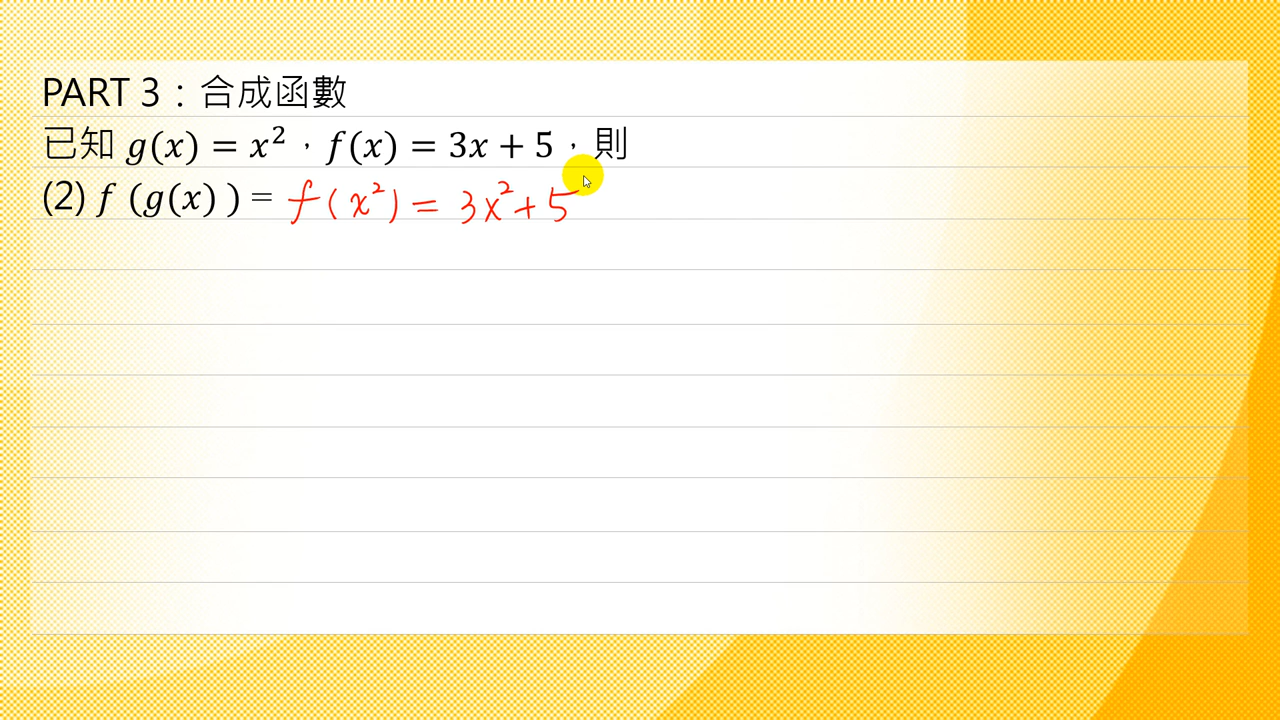 PART 3：合成函數
已知 g(x) = x²，f(x) = 3x + 5，則
(2) f (g(x) ) = f(x²) = 3x²+5